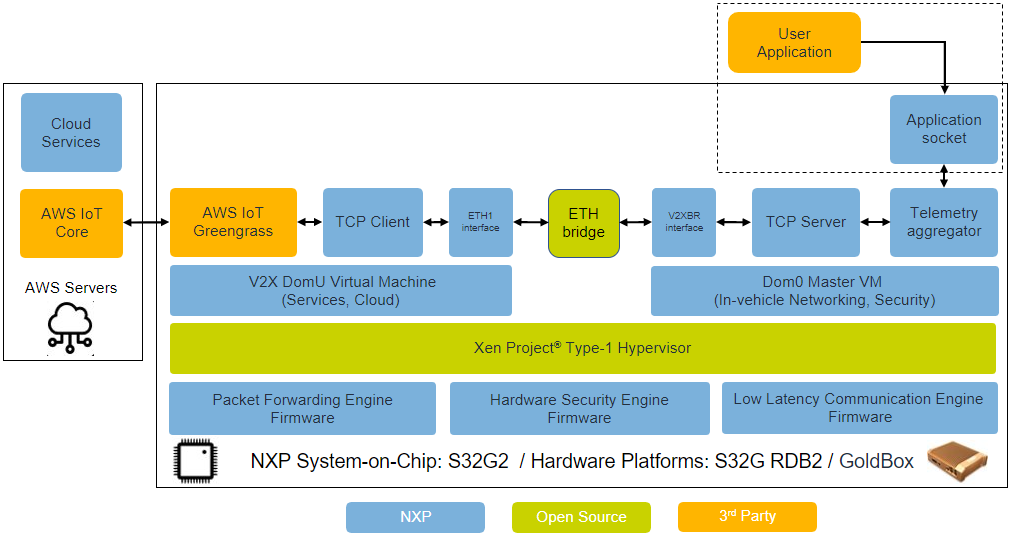 User
Application
Cloud
Services
Application
socket
AWS IoT
Core
AWS IoT
Greengrass
TCP Client
ETH1
interface
ETH
bridge
V2XBR
interface
TCP Server
Telemetry
aggregator
AWS Servers
V2X DomU Virtual Machine
(Services, Cloud)
Dom0 Master VM
(In-vehicle Networking, Security)
Xen Project® Type-1 Hypervisor
Packet Forwarding Engine
Firmware
Hardware Security Engine
Firmware
Low Latency Communication Engine
Firmware
NXP System-on-Chip: S32G2 / Hardware Platforms: S32G RDB2 / GoldBox
NXP
Open Source
3rd Party